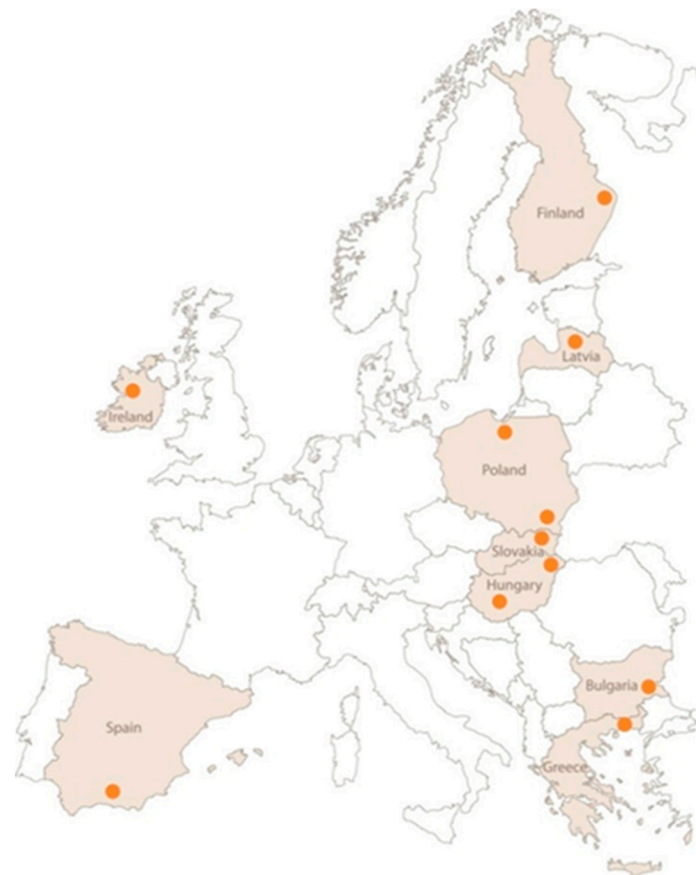 Finland
Latvia
Ireland
Poland
Slovakia
Hungary
Bulgaria
Spain
Greece